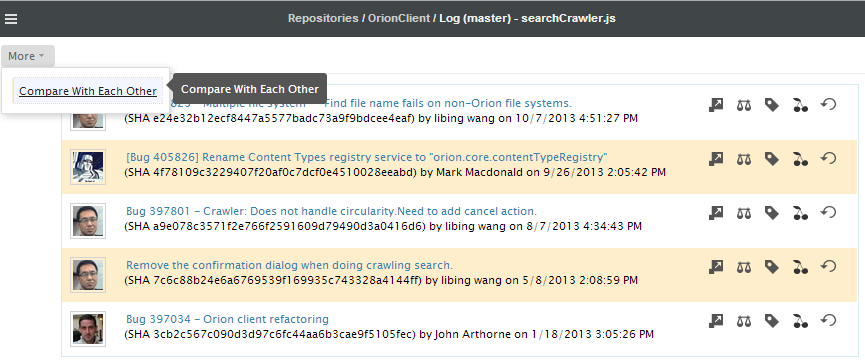 Repositories / OrionClient / Log (master) - searchCrawler.js
More
Compare With Each Other
Compare With Each Other
Find file name fails on non-Orion file systems.
(SHA e24e32b12ecf8447a5577badc73a9f9bdcee4eaf) by libing wang on 10/7/2013 4:51:27 PM
[Bug 405826] Rename Content Types registry service to "orion.core.contentTypeRegistry"
(SHA 4f78109c3229407f20af0c7dcf0e4510028eeabd) by Mark Macdonald on 9/26/2013 2:05:42 PM
Bug 397801 - Crawler: Does not handle circularity.Need to add cancel action.
(SHA a9e078c3571f2e766f2591609d79490d3a0416d6) by libing wang on 8/7/2013 4:34:43 PM
Remove the confirmation dialog when doing crawling search.
(SHA 7c6c88b24e6a6769539f169935c743328a4144ff) by libing wang on 5/8/2013 2:08:59 PM
Bug 397034 - Orion client refactoring
(SHA 3cb2c567c090d3d97c6fc44aa6b3cae9f5105fec) by John Arthorne on 1/18/2013 3:05:26 PM